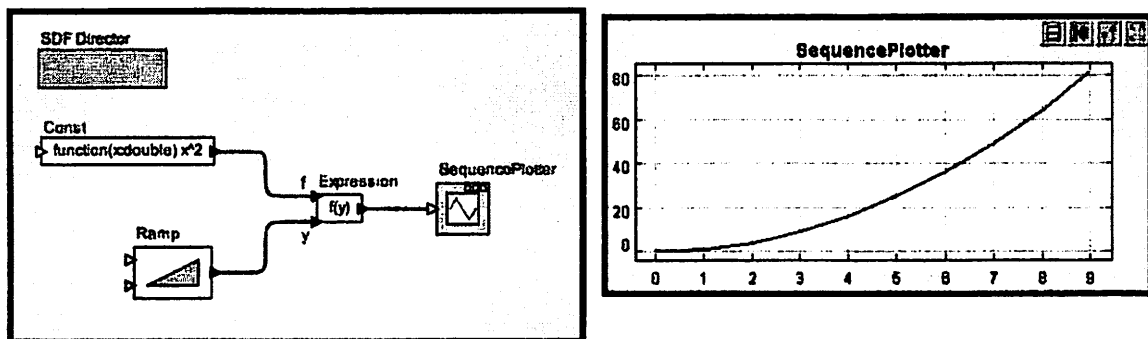 SDF Director
Const
function(x:double) x^2
f
Expression
f(y)
y
Ramp
SequencePlotter
SequencePlotter
80
60
40
20
0
0 1 2 3 4 5 6 7 8 9